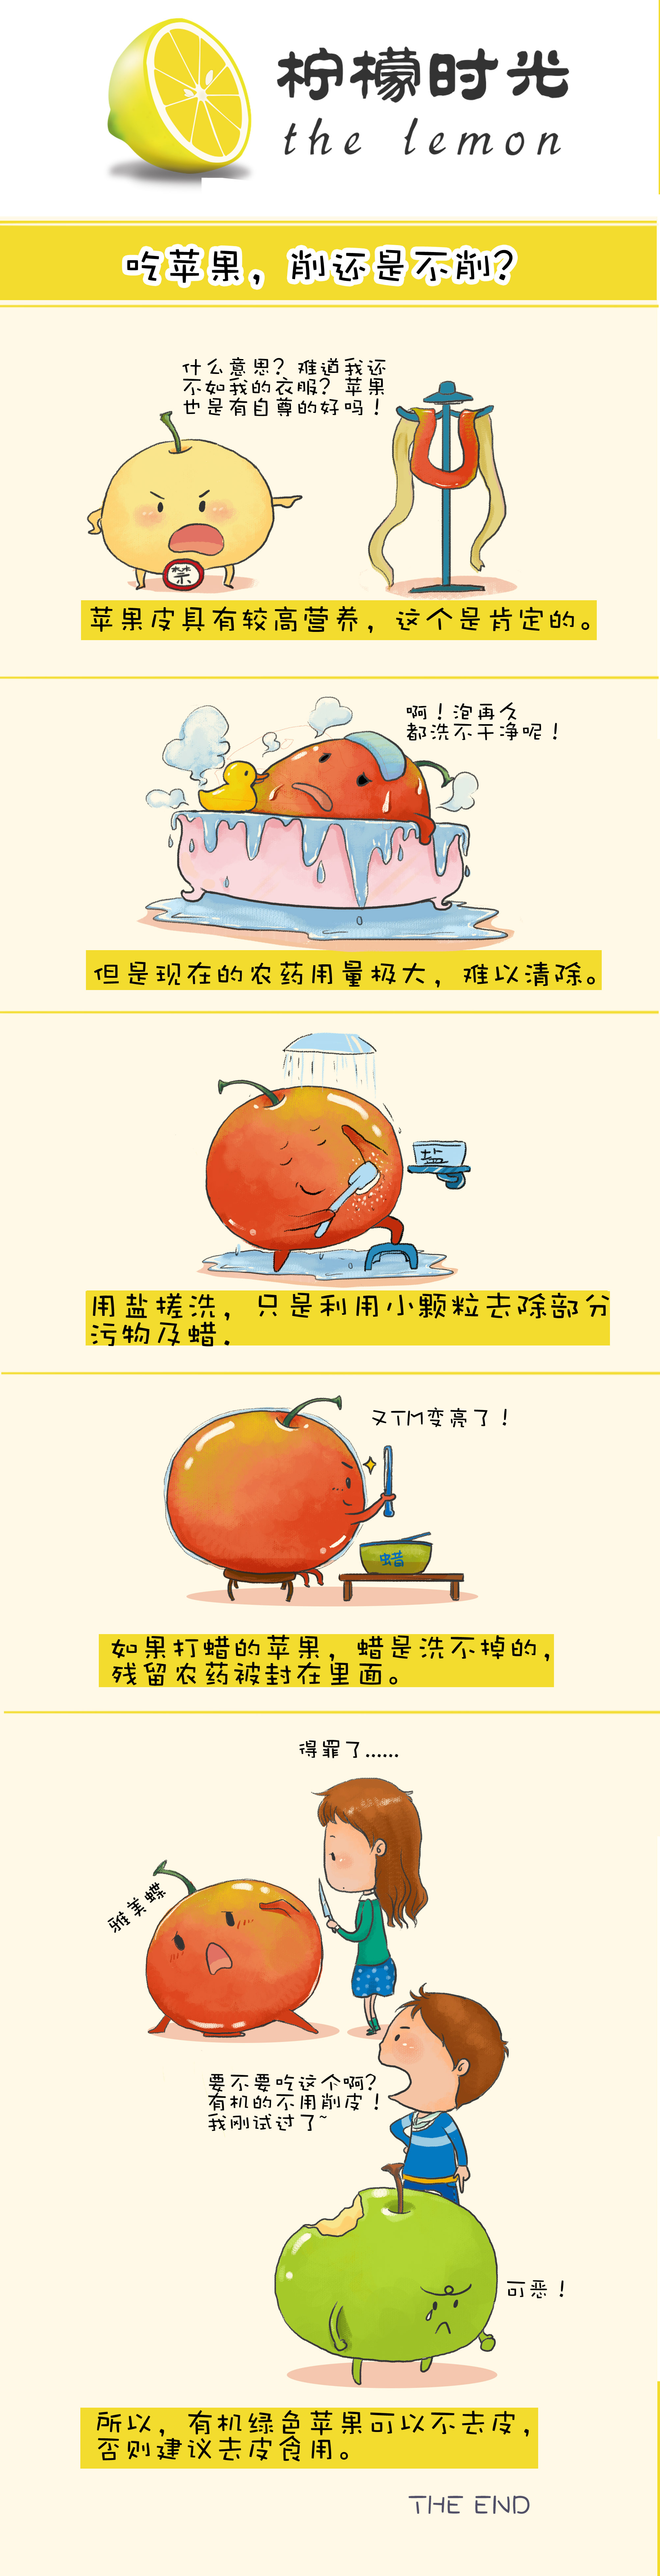 柠檬时光
the lemon
吃苹果，削还是不削？
什么意思？难道我还
不如我的衣服？苹果
也是有自尊的好吗！
禁
苹果皮具有较高营养，这个是肯定的。
啊！泡再久
都洗不干净呢！
但是现在的农药用量极大，难以清除。
盐
用盐搓洗，只是利用小颗粒去除部分
污物及蜡.
又TM变亮了！
蜡
如果打蜡的苹果，蜡是洗不掉的，
残留农药被封在里面。
得罪了......
雅美蝶
要不要吃这个啊？
有机的不用削皮！
我刚试过了~
可恶！
所以，有机绿色苹果可以不去皮，
否则建议去皮食用。
THE END